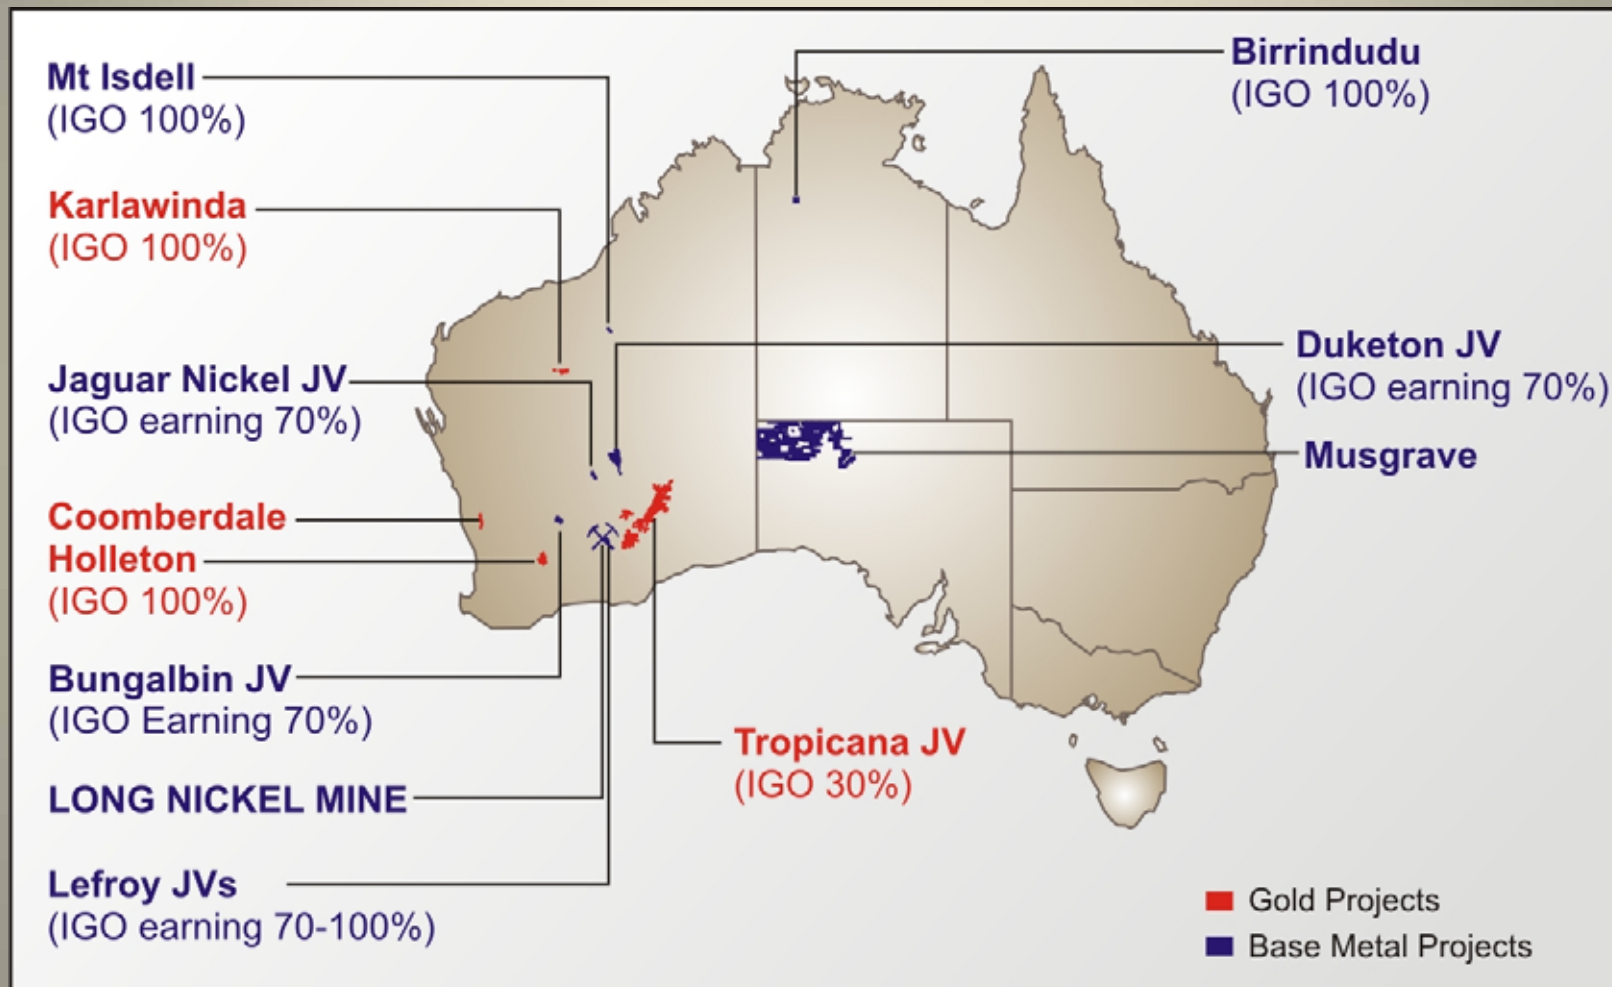 Mt Isdell
(IGO 100%)
Karlawinda
(IGO 100%)
Jaguar Nickel JV
(IGO earning 70%)
Coomberdale
Holleton
(IGO 100%)
Bungalbin JV
(IGO Earning 70%)
LONG NICKEL MINE
Lefroy JVs
(IGO earning 70-100%)
Tropicana JV
(IGO 30%)
Birrindudu
(IGO 100%)
Duketon JV
(IGO earning 70%)
Musgrave
Gold Projects
Base Metal Projects